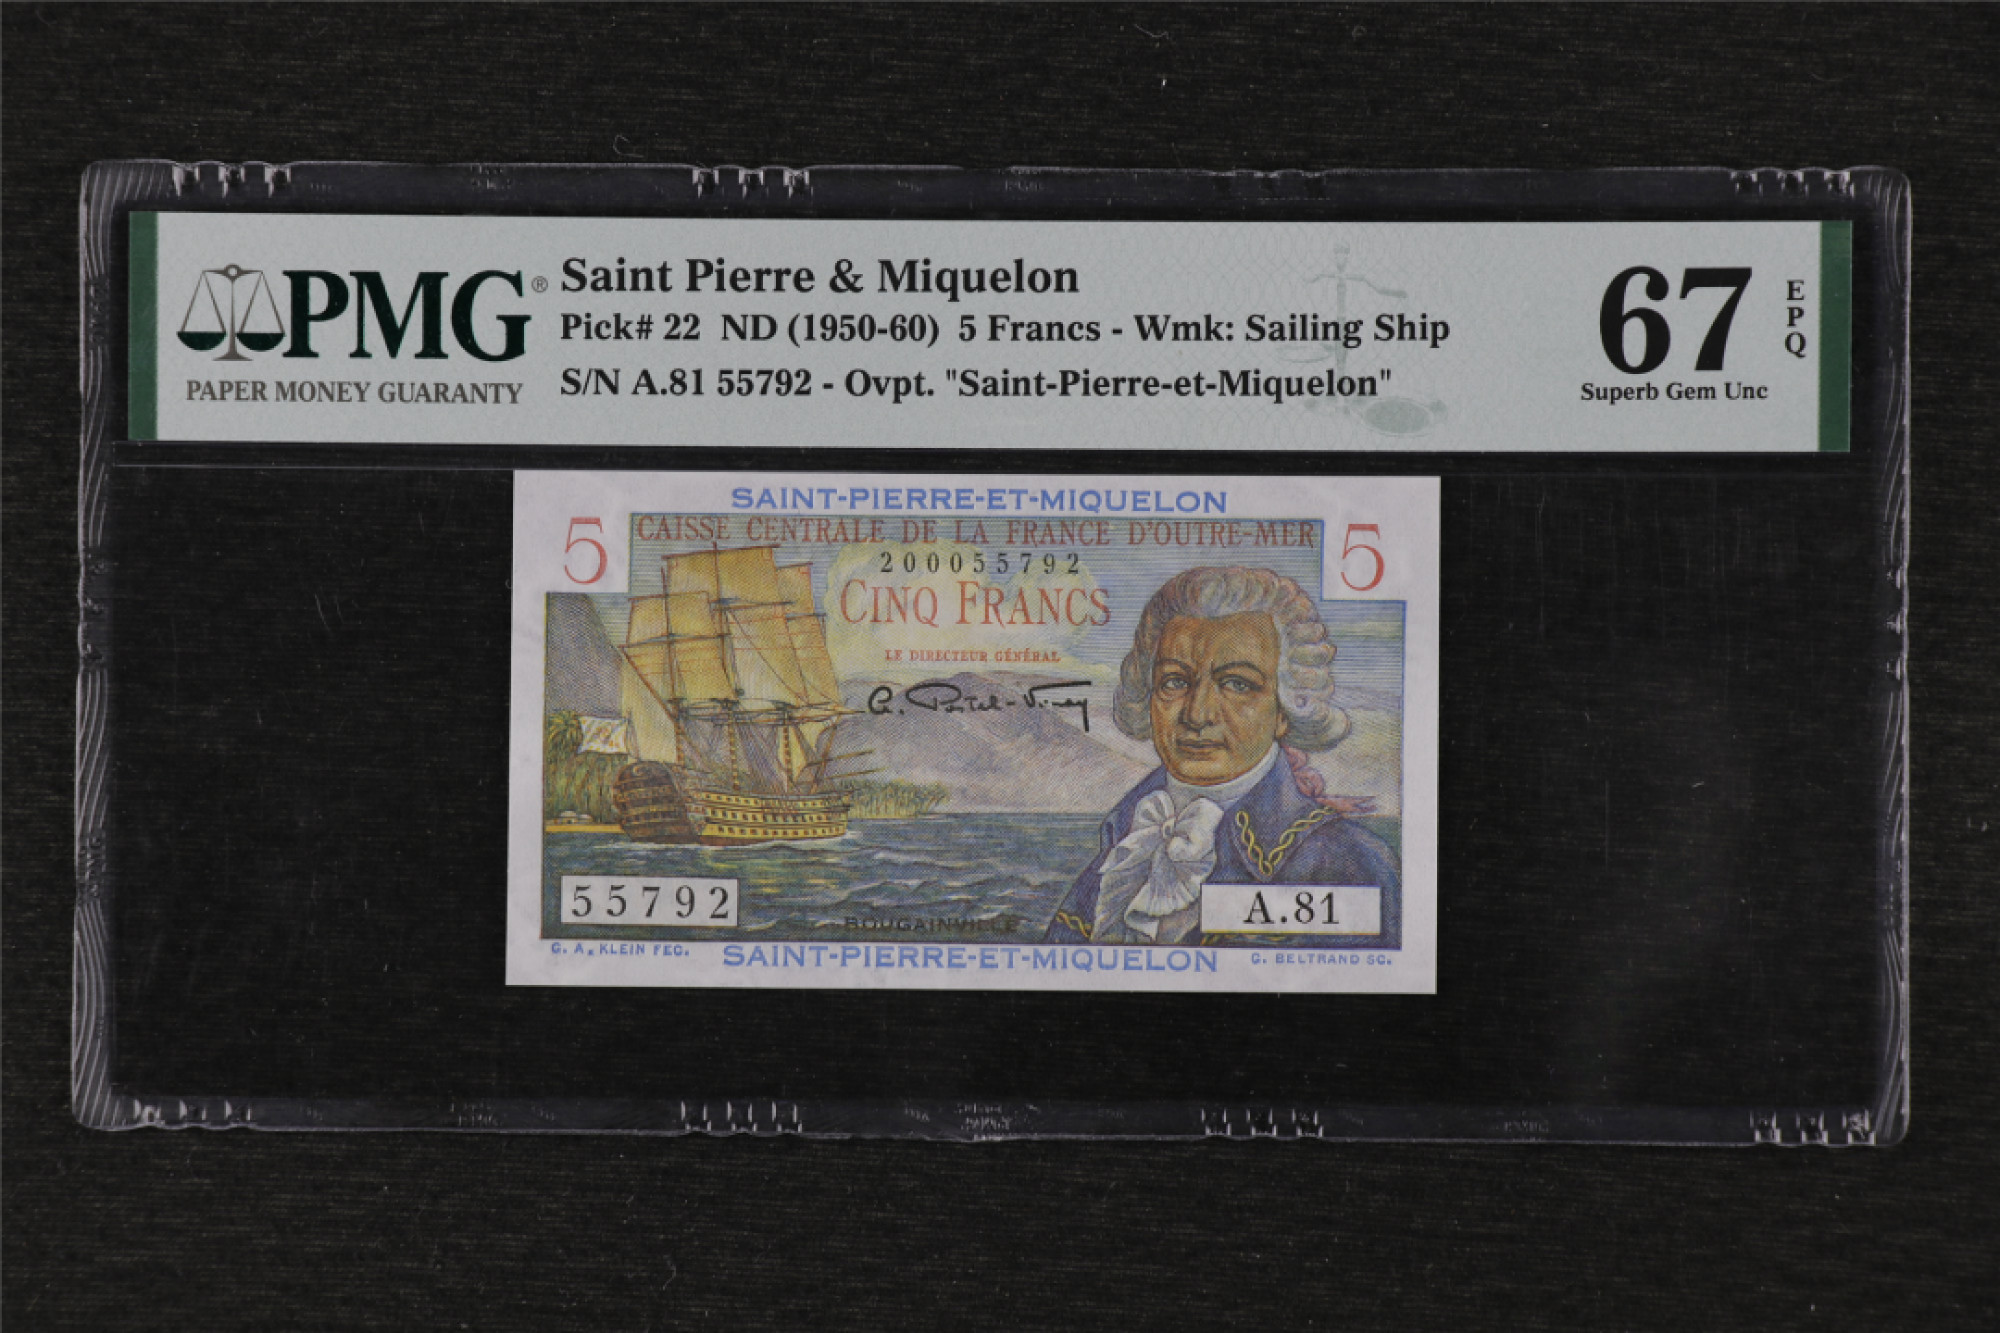 PMG®
PAPER MONEY GUARANTY
Saint Pierre & Miquelon
Pick# 22 ND (1950-60) 5 Francs - Wmk: Sailing Ship
S/N A.81 55792 - Ovpt. "Saint-Pierre-et-Miquelon"
67
EPQ
Superb Gem Unc
SAINT-PIERRE-ET-MIQUELON
5 CAISSE CENTRALE DE LA FRANCE D'OUTRE-MER 5
200055792
CINQ FRANCS
LE DIRECTEUR GÉNÉRAL
A. Postel-Vinay
55792
BOUGAINVILLE
A.81
G. A. KLEIN FEC.
SAINT-PIERRE-ET-MIQUELON
G. BELTRAND SC.